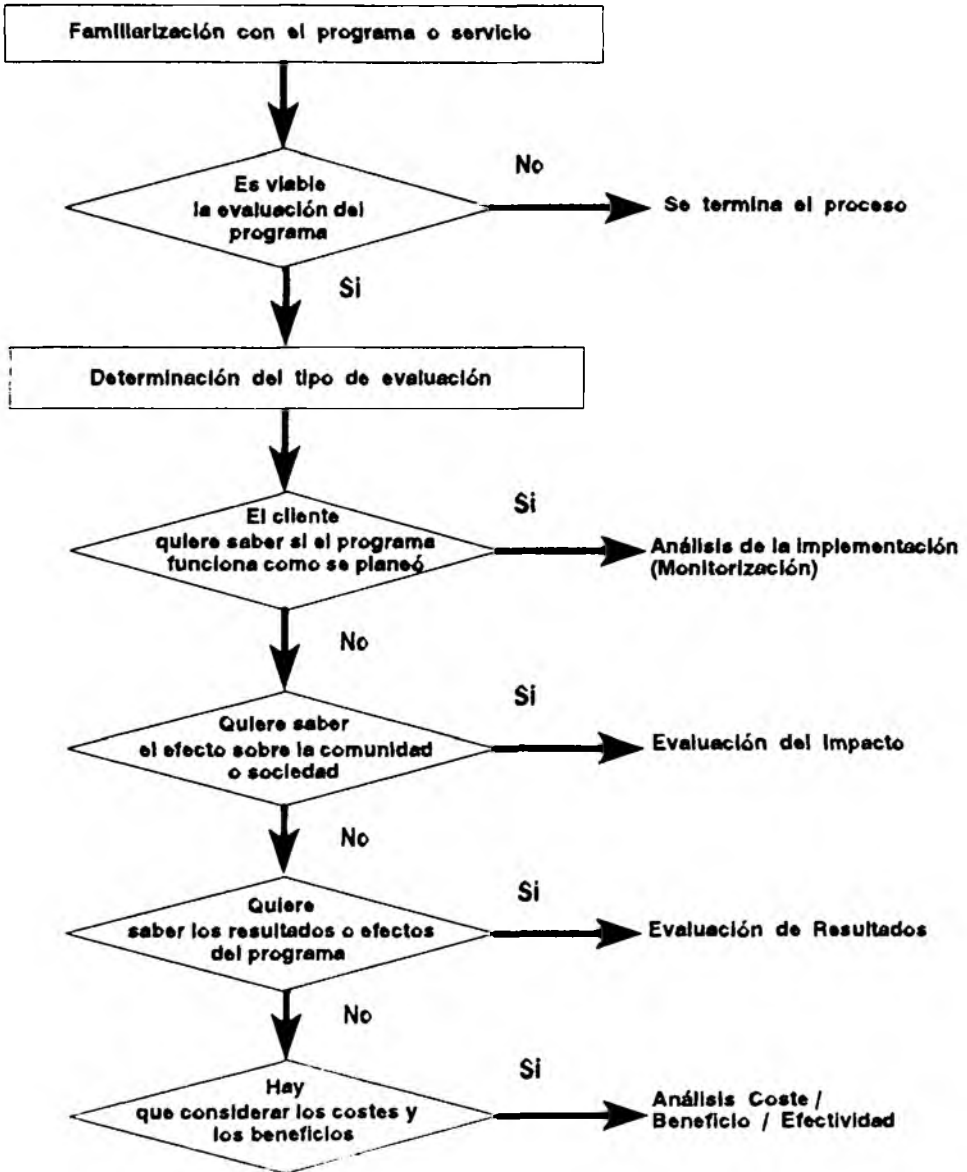 Familiarización con el programa o servicio
Es viable
la evaluación del
programa
No
Se termina el proceso
Si
Determinación del tipo de evaluación
El cliente
quiere saber si el programa
funciona como se planeó
Si
Análisis de la implementación
(Monitorización)
No
Quiere saber
el efecto sobre la comunidad
o sociedad
Si
Evaluación del Impacto
No
Quiere
saber los resultados o efectos
del programa
Si
Evaluación de Resultados
No
Hay
que considerar los costes y
los beneficios
Si
Análisis Coste /
Beneficio / Efectividad